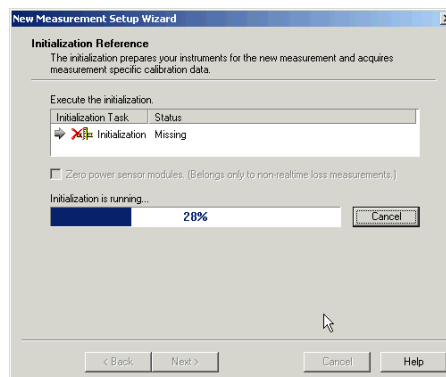 New Measurement Setup Wizard
Initialization Reference
The initialization prepares your instruments for the new measurement and acquires
measurement specific calibration data.
Execute the initialization.
Initialization Task Status
Initialization Missing
Zero power sensor modules. (Belongs only to non-realtime loss measurements.)
Initialization is running...
28% Cancel
< Back Next > Cancel Help